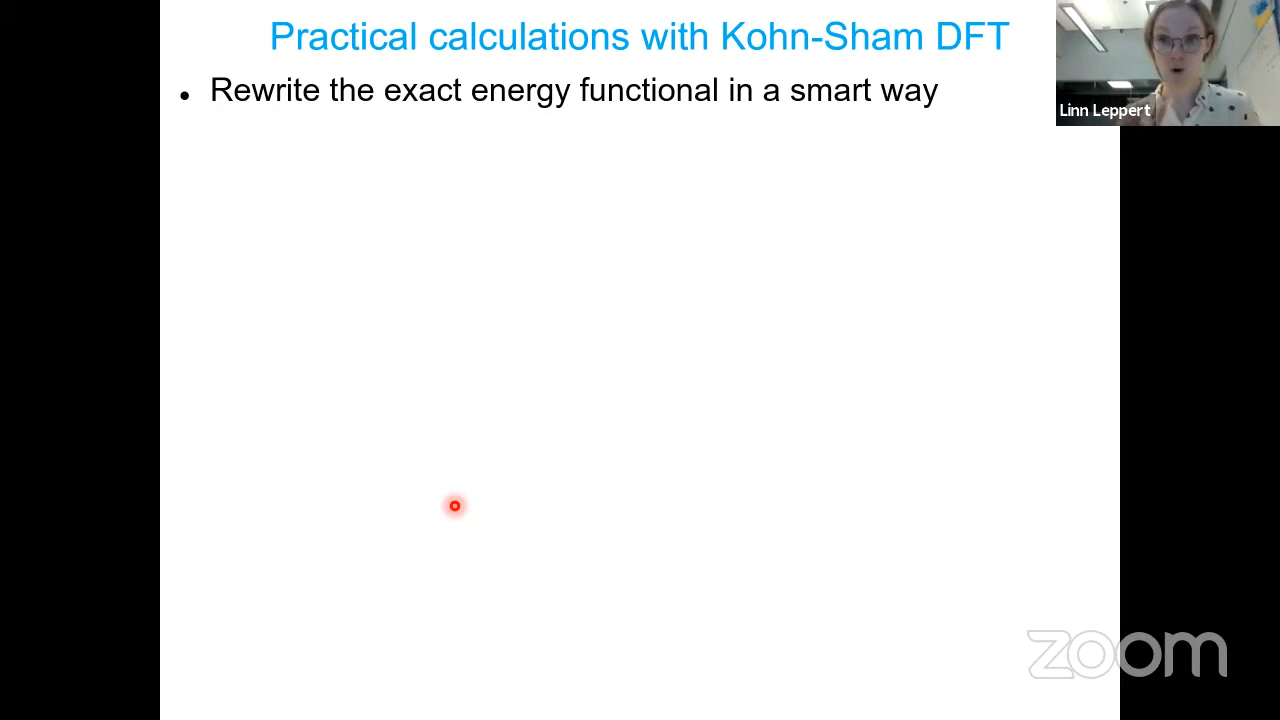 Practical calculations with Kohn-Sham DFT
• Rewrite the exact energy functional in a smart way
Linn Leppert
zoom